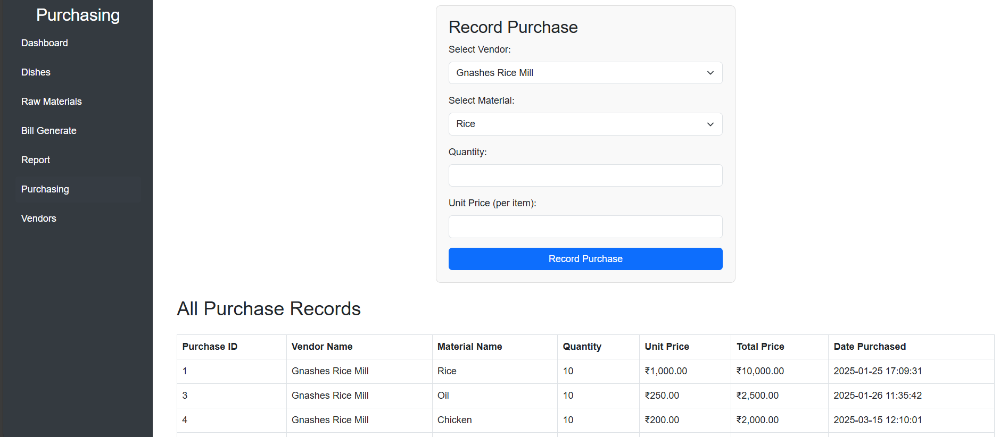 Purchasing
Dashboard
Dishes
Raw Materials
Bill Generate
Report
Purchasing
Vendors
Record Purchase
Select Vendor:
Gnashes Rice Mill
Select Material:
Rice
Quantity:
Unit Price (per item):
Record Purchase
All Purchase Records
Purchase ID Vendor Name Material Name Quantity Unit Price Total Price Date Purchased
1 Gnashes Rice Mill Rice 10 ₹1,000.00 ₹10,000.00 2025-01-25 17:09:31
3 Gnashes Rice Mill Oil 10 ₹250.00 ₹2,500.00 2025-01-26 11:35:42
4 Gnashes Rice Mill Chicken 10 ₹200.00 ₹2,000.00 2025-03-15 12:10:01